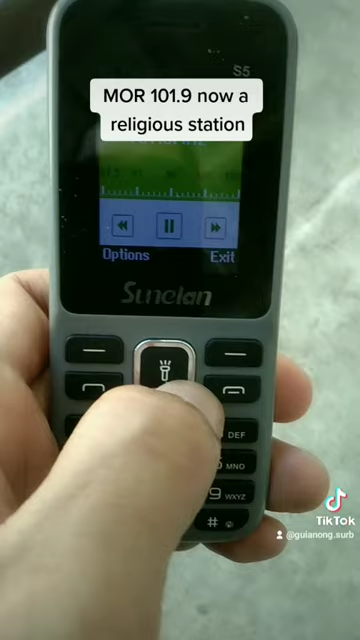 S5
MOR 101.9 now a
religious station
Options
Exit
Sunelan
DEF
MNO
9 WXYZ
#
TikTok
@guianong.surb